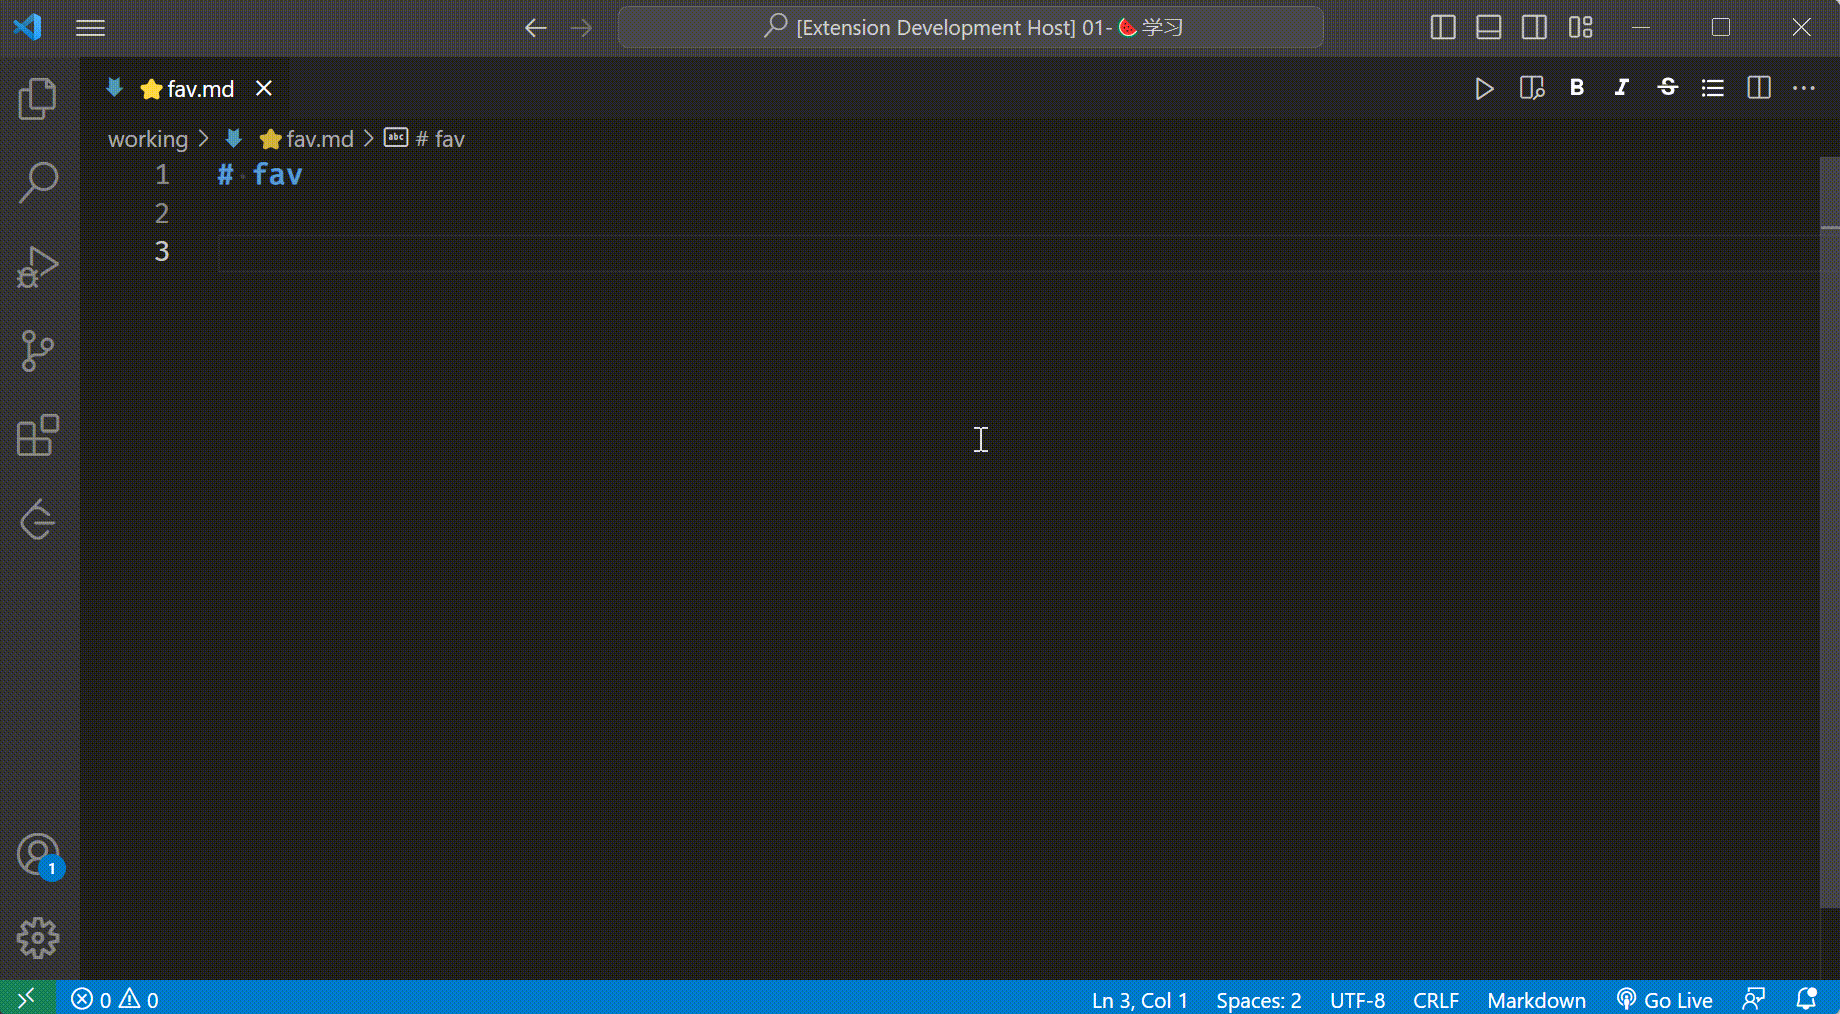 [Extension Development Host] 01-🍉学习
⭐fav.md
working > ⭐fav.md > abc # fav
1 # fav
2
3
1
0 0
Ln 3, Col 1 Spaces: 2 UTF-8 CRLF Markdown Go Live